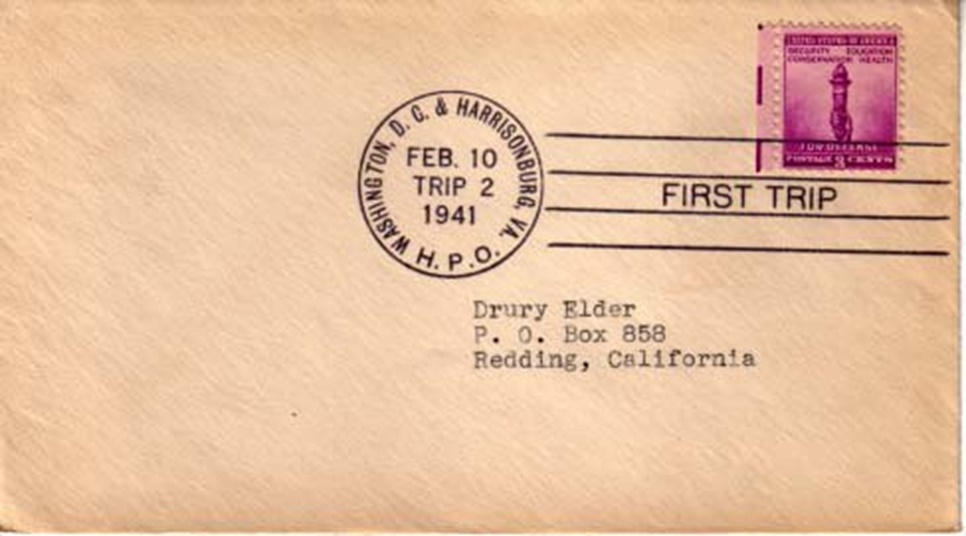 UNITED STATES OF AMERICA
SECURITY EDUCATION
CONSERVATION HEALTH
FOR DEFENSE
POSTAGE 3 CENTS
WASHINGTON, D. C. & HARRISONBURG, VA.
FEB. 10
TRIP 2
1941
H.P.O.
FIRST TRIP
Drury Elder
P. O. Box 858
Redding, California